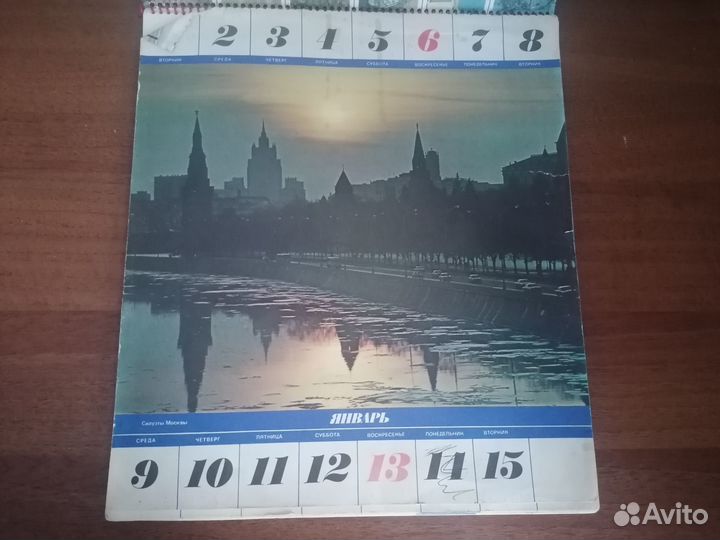 2 3 4 5 6 7 8
ВТОРНИК СРЕДА ЧЕТВЕРГ ПЯТНИЦА СУББОТА ВОСКРЕСЕНЬЕ ПОНЕДЕЛЬНИК ВТОРНИК
Силуэты Москвы
ЯНВАРЬ
СРЕДА ЧЕТВЕРГ ПЯТНИЦА СУББОТА ВОСКРЕСЕНЬЕ ПОНЕДЕЛЬНИК ВТОРНИК
9 10 11 12 13 14 15
Avito